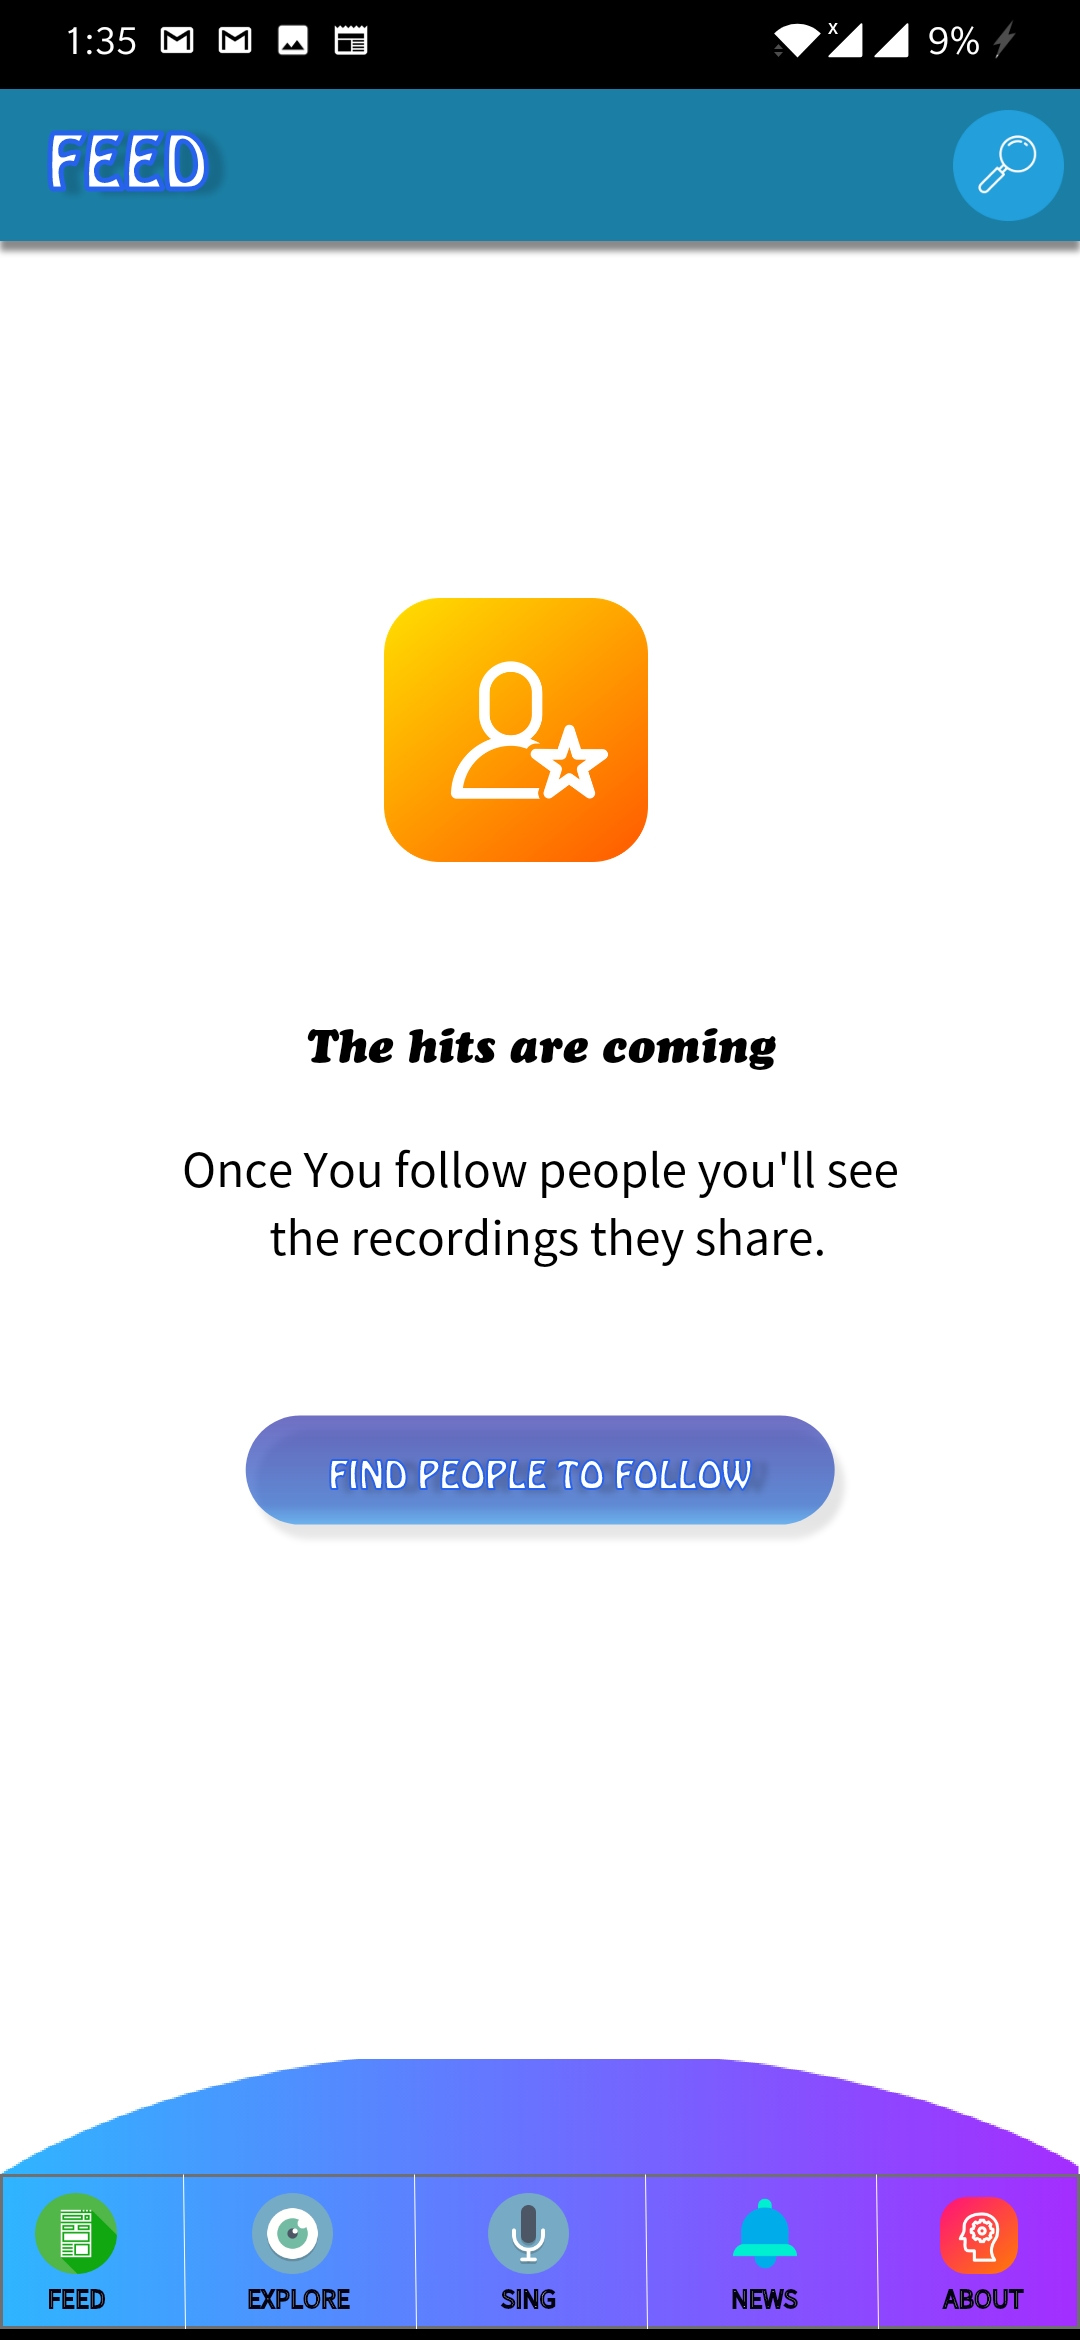 1:35
9%
FEED
The hits are coming
Once You follow people you'll see
the recordings they share.
FIND PEOPLE TO FOLLOW
FEED
EXPLORE
SING
NEWS
ABOUT